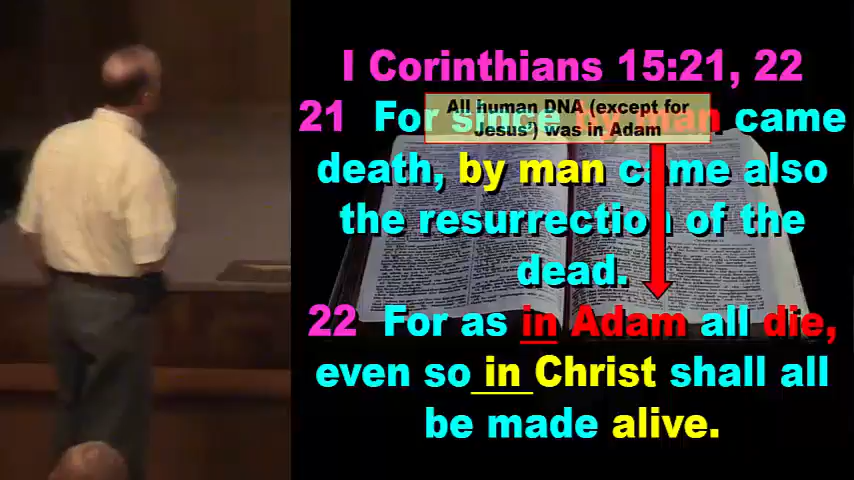 I Corinthians 15:21, 22
All human DNA (except for
Jesus') was in Adam
21 For since by man came
death, by man came also
the resurrection of the
dead.
22 For as in Adam all die,
even so in Christ shall all
be made alive.